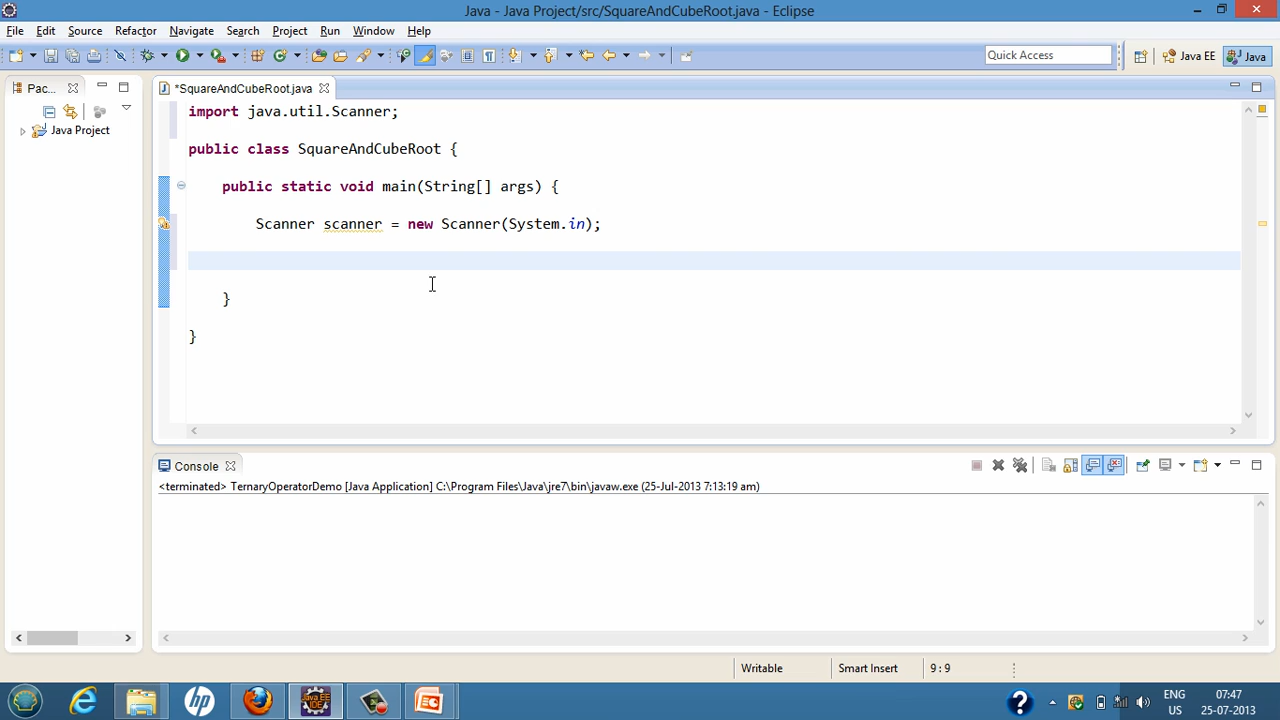 Java - Java Project/src/SquareAndCubeRoot.java - Eclipse
File Edit Source Refactor Navigate Search Project Run Window Help
Quick Access
Java EE
Java
Pac...
*SquareAndCubeRoot.java
Java Project
import java.util.Scanner;
public class SquareAndCubeRoot {
public static void main(String[] args) {
Scanner scanner = new Scanner(System.in);
}
}
Console
<terminated> TernaryOperatorDemo [Java Application] C:\Program Files\Java\jre7\bin\javaw.exe (25-Jul-2013 7:13:19 am)
Writable
Smart Insert
9 : 9
hp
Java EE
IDE
ENG
US
07:47
25-07-2013